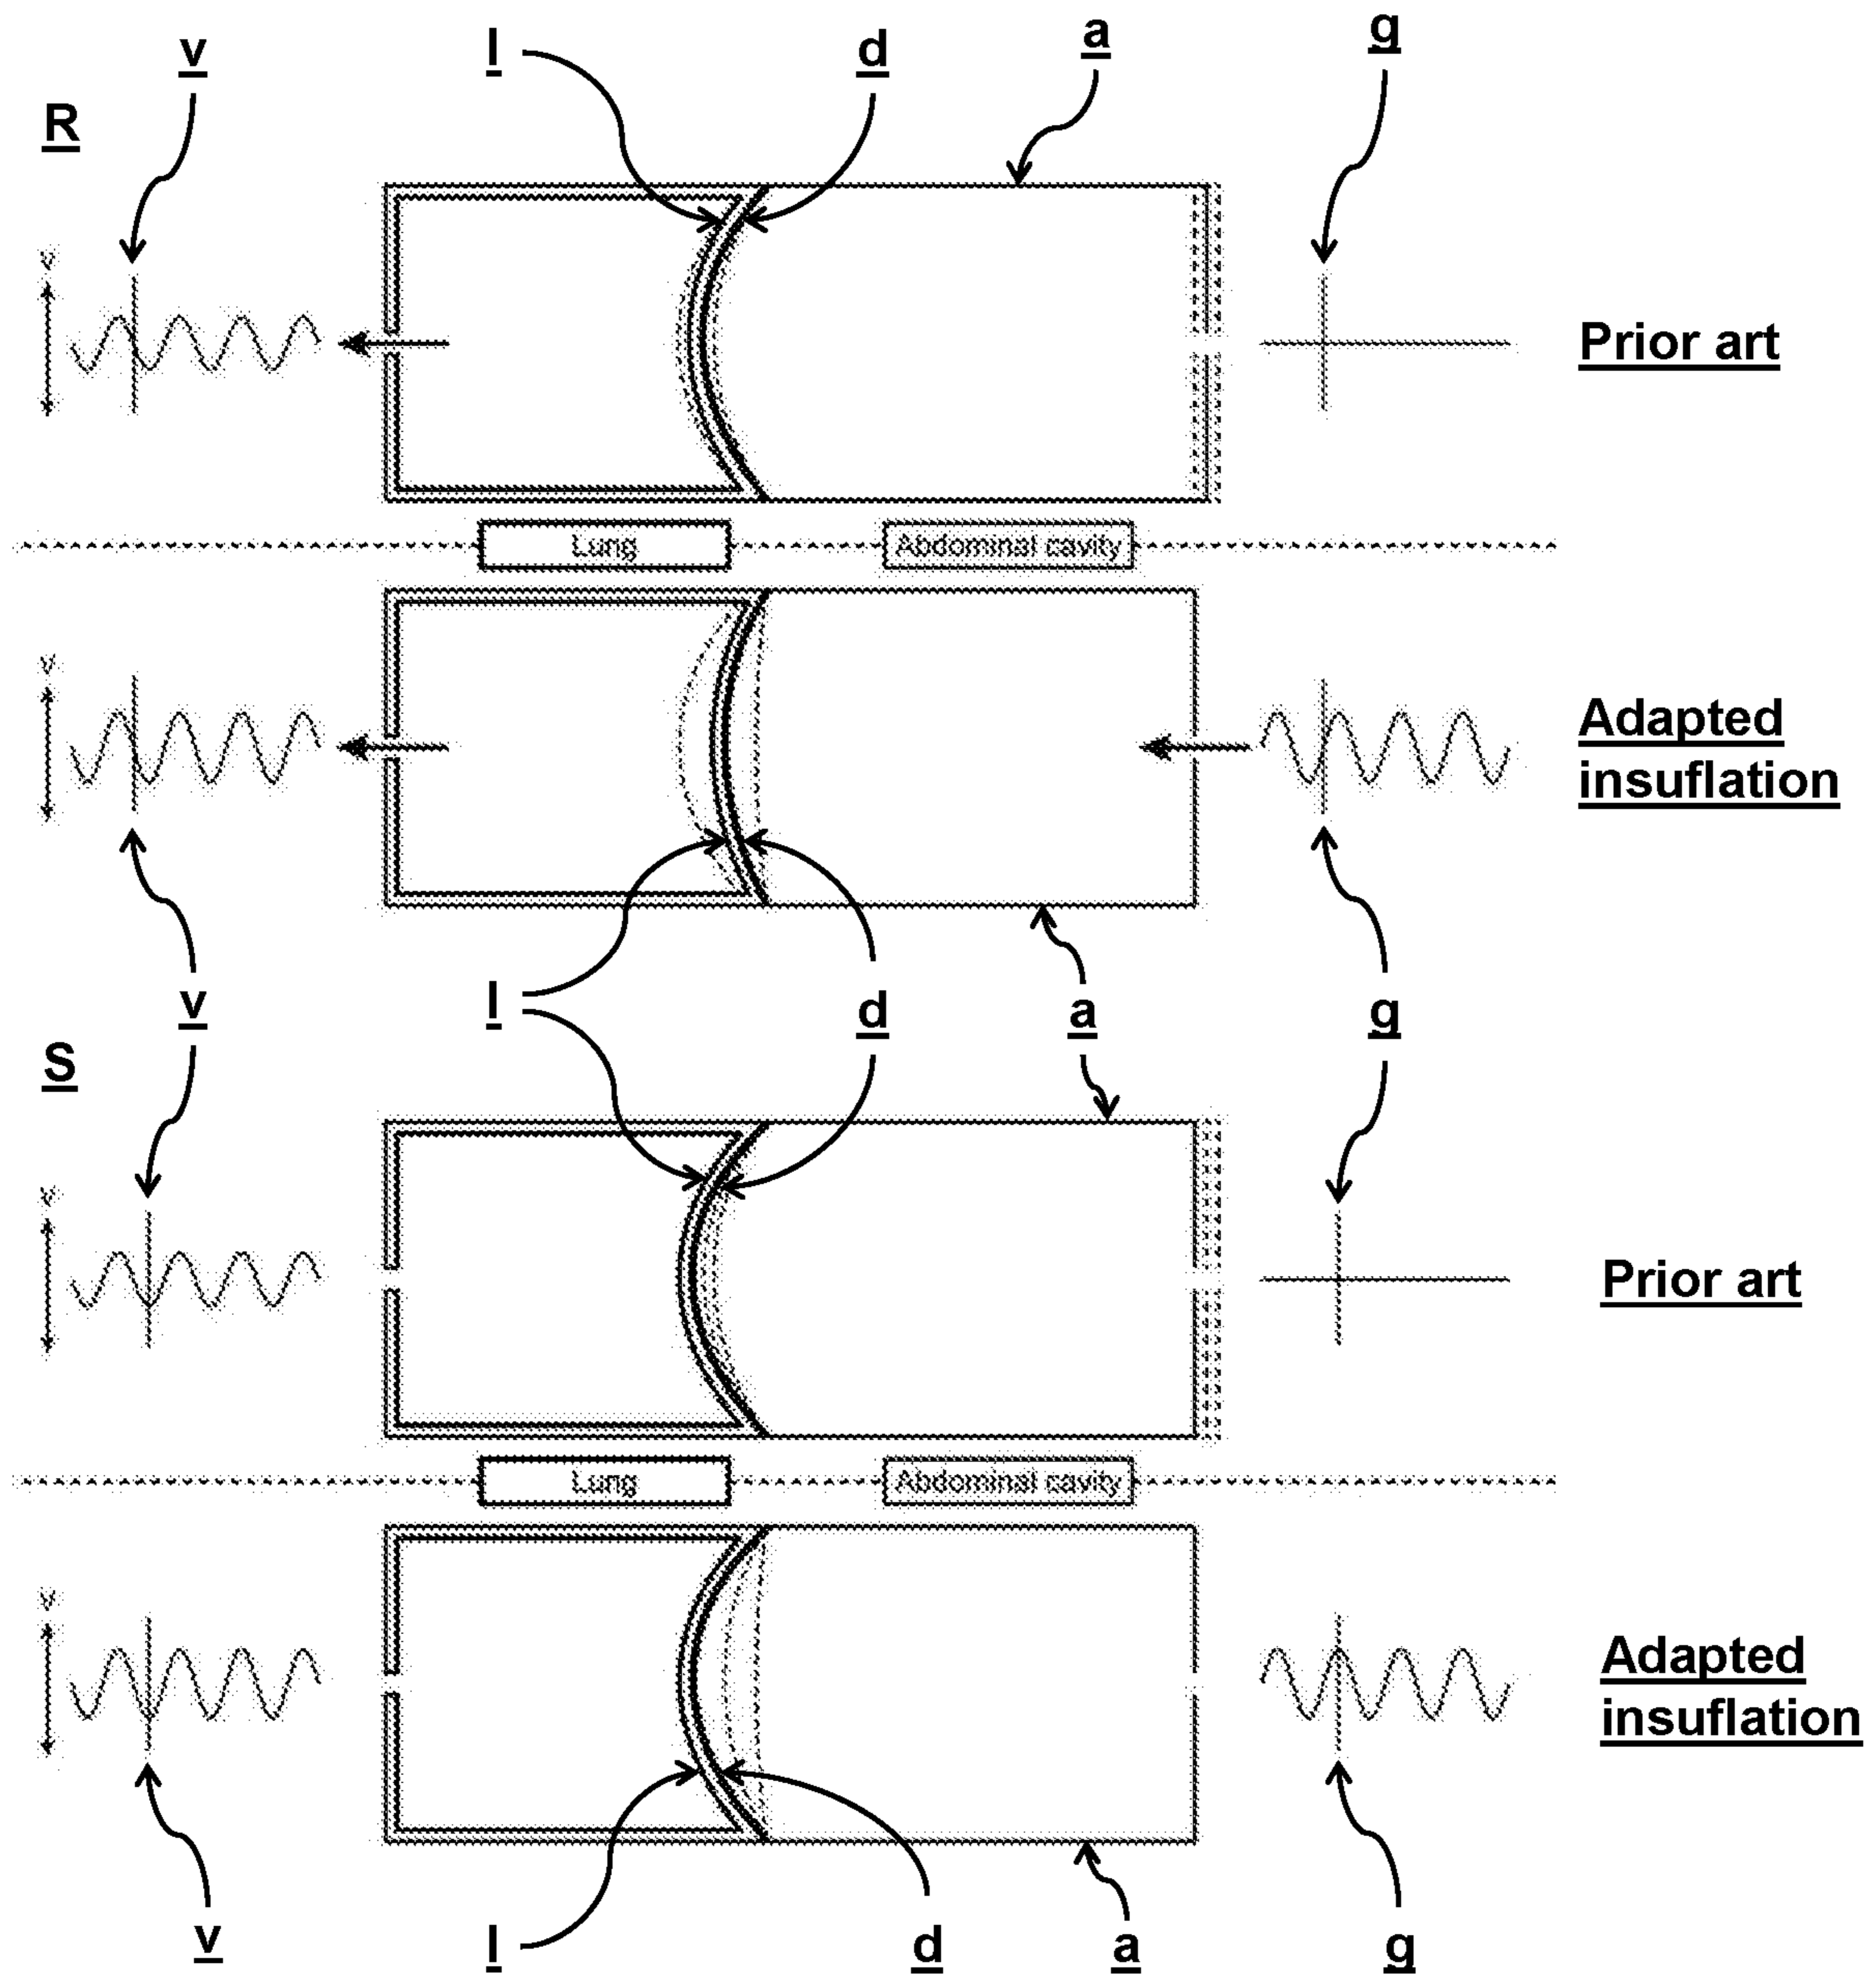 v l d a g
R
v
Prior art
Lung Abdominal cavity
v
Adapted
insuflation
v l d a g
S
v
Prior art
Lung Abdominal cavity
v
Adapted
insuflation
v l d a g